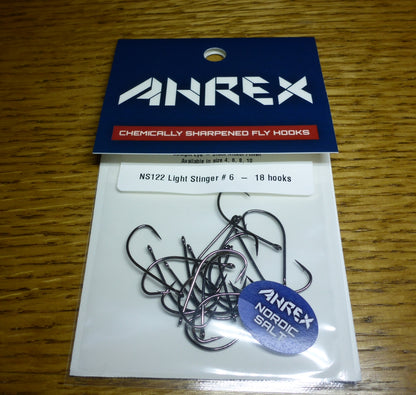 AHREX
CHEMICALLY SHARPENED FLY HOOKS
Available in size 4, 6, 8, 10
NS122 Light Stinger # 6 – 18 hooks
AHREX
NORDIC
SALT